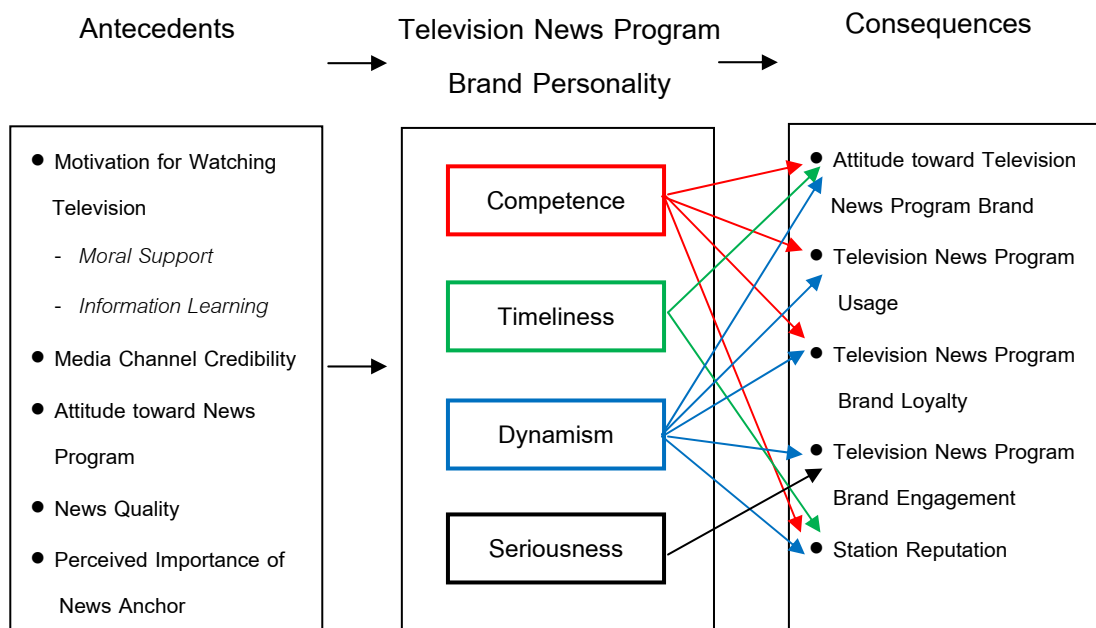 Antecedents
Television News Program
Brand Personality
Consequences
● Motivation for Watching
Television
- Moral Support
- Information Learning
● Media Channel Credibility
● Attitude toward News
Program
● News Quality
● Perceived Importance of
News Anchor
Competence
Timeliness
Dynamism
Seriousness
● Attitude toward Television
News Program Brand
● Television News Program
Usage
● Television News Program
Brand Loyalty
● Television News Program
Brand Engagement
● Station Reputation